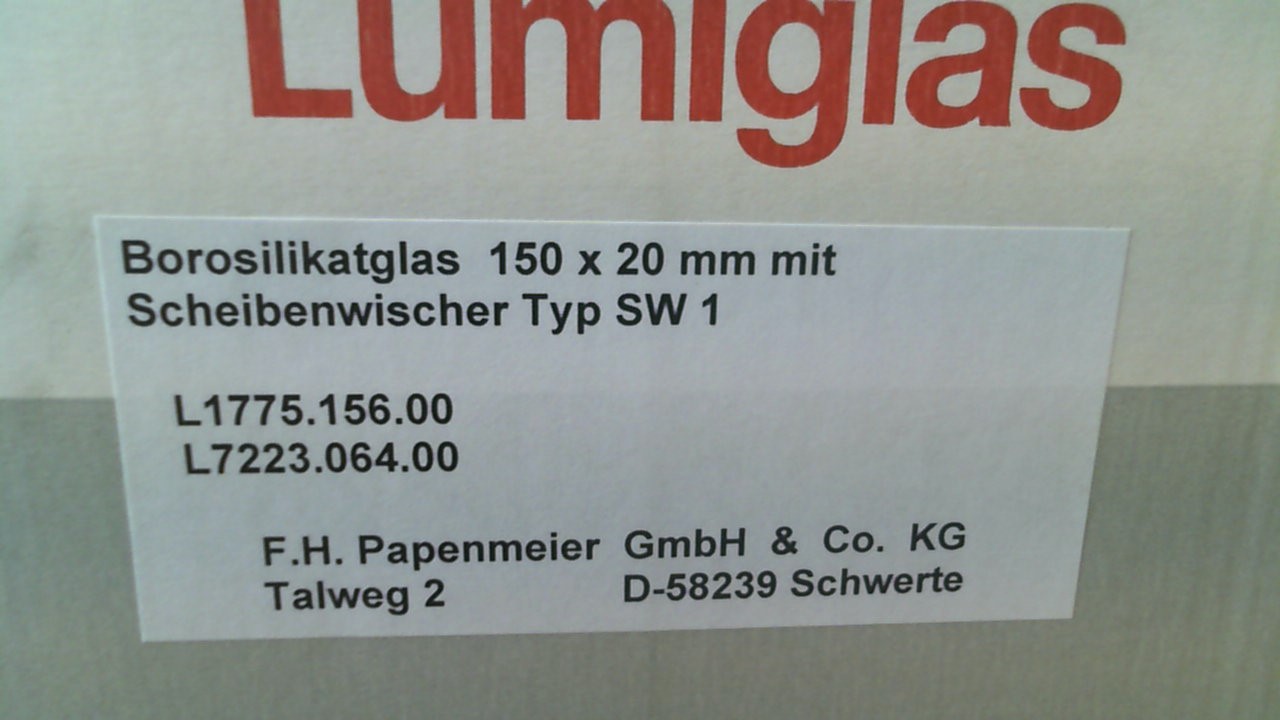 Lumiglas
Borosilikatglas 150 x 20 mm mit
Scheibenwischer Typ SW 1
L1775.156.00
L7223.064.00
F.H. Papenmeier GmbH & Co. KG
Talweg 2 D-58239 Schwerte